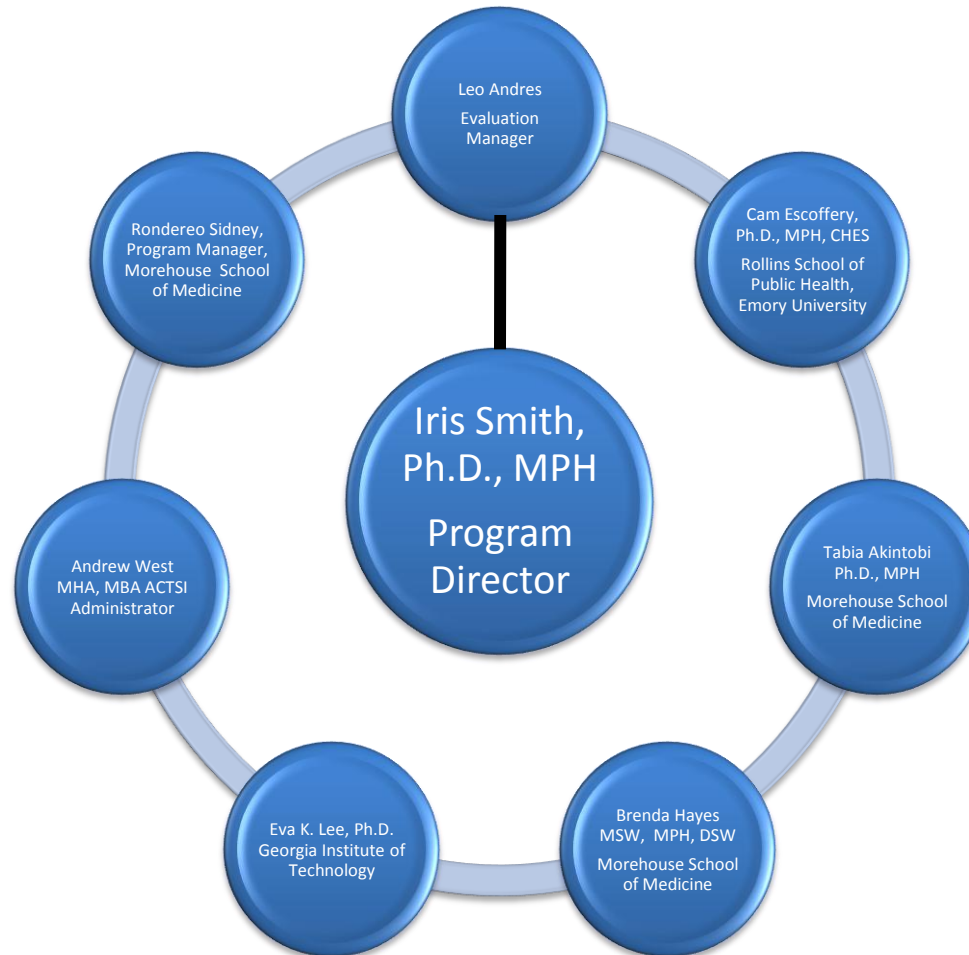 Leo Andres
Evaluation
Manager
Cam Escoffery,
Ph.D., MPH, CHES
Rollins School of
Public Health,
Emory University
Tabia Akintobi
Ph.D., MPH
Morehouse School
of Medicine
Brenda Hayes
MSW, MPH, DSW
Morehouse School
of Medicine
Eva K. Lee, Ph.D.
Georgia Institute of
Technology
Andrew West
MHA, MBA ACTSI
Administrator
Rondereo Sidney,
Program Manager,
Morehouse School
of Medicine
Iris Smith,
Ph.D., MPH
Program
Director